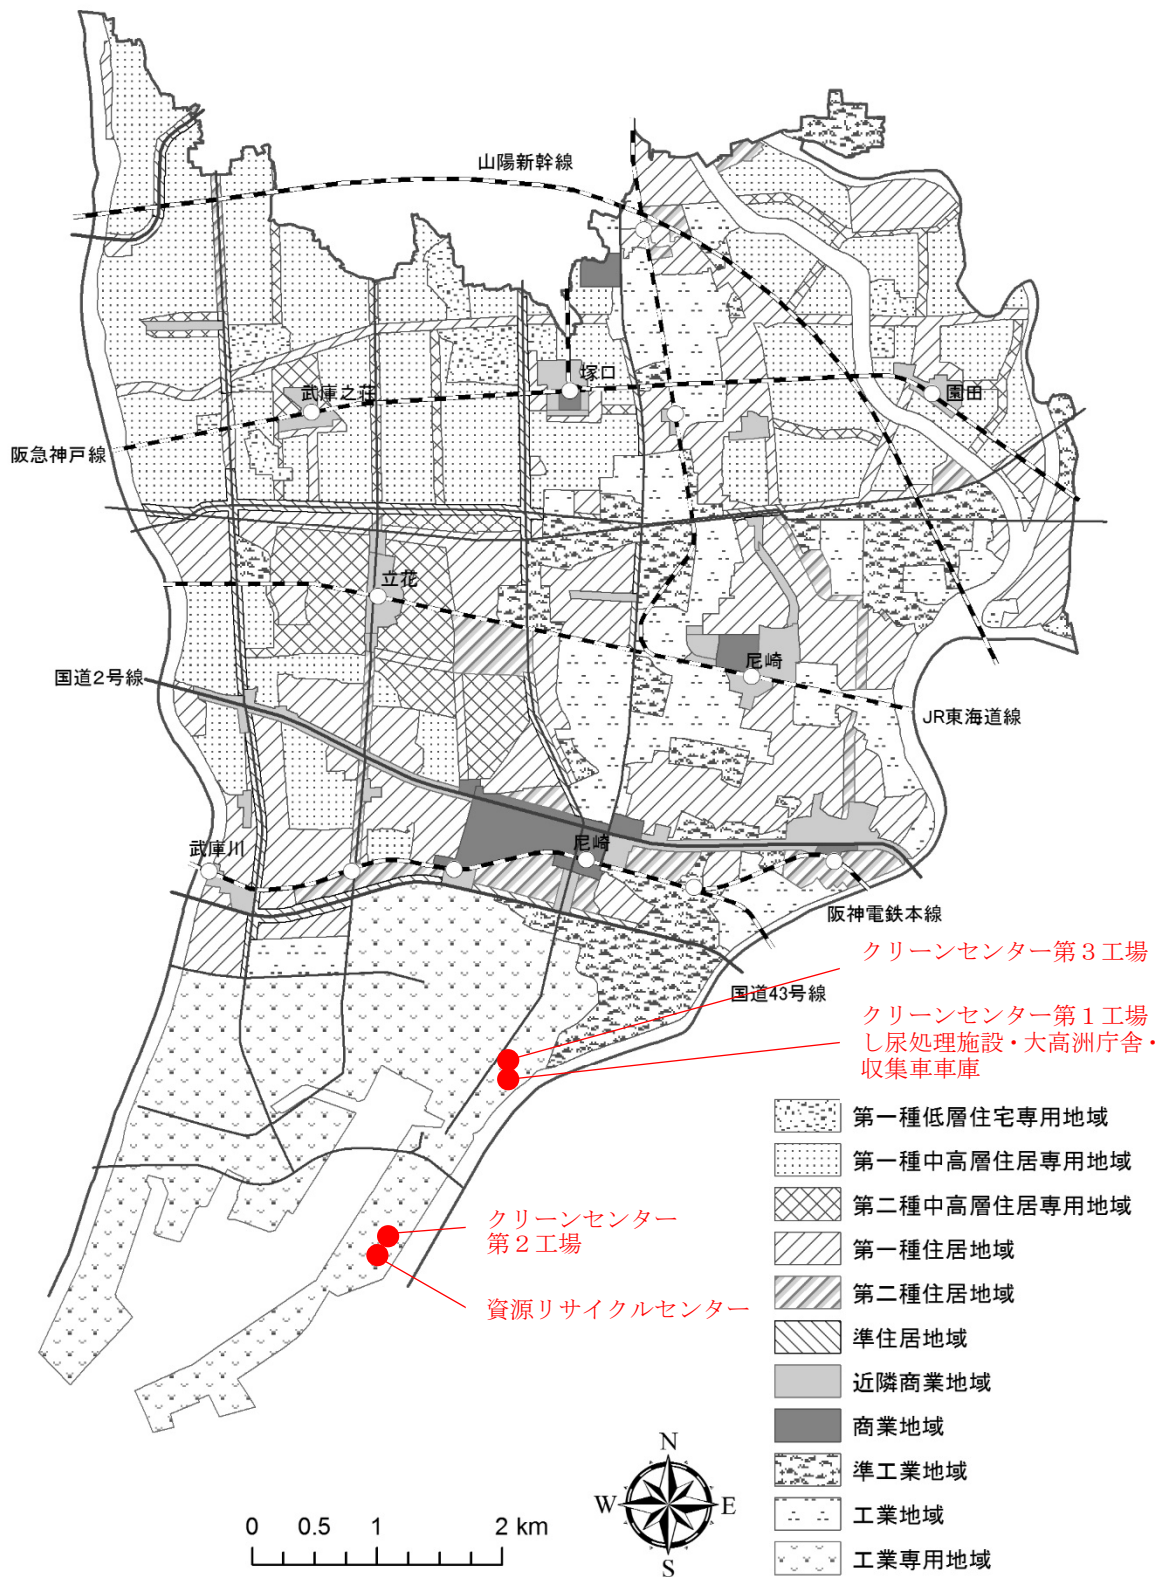 山陽新幹線
塚口
武庫之荘
園田
阪急神戸線
立花
尼崎
国道2号線
JR東海道線
武庫川
尼崎
阪神電鉄本線
クリーンセンター第3工場
国道43号線
クリーンセンター第1工場
し尿処理施設・大高洲庁舎・
収集車車庫
第一種低層住宅専用地域
第一種中高層住居専用地域
第二種中高層住居専用地域
クリーンセンター
第2工場
第一種住居地域
第二種住居地域
資源リサイクルセンター
準住居地域
近隣商業地域
商業地域
準工業地域
工業地域
工業専用地域
N
W E
S
0 0.5 1 2 km